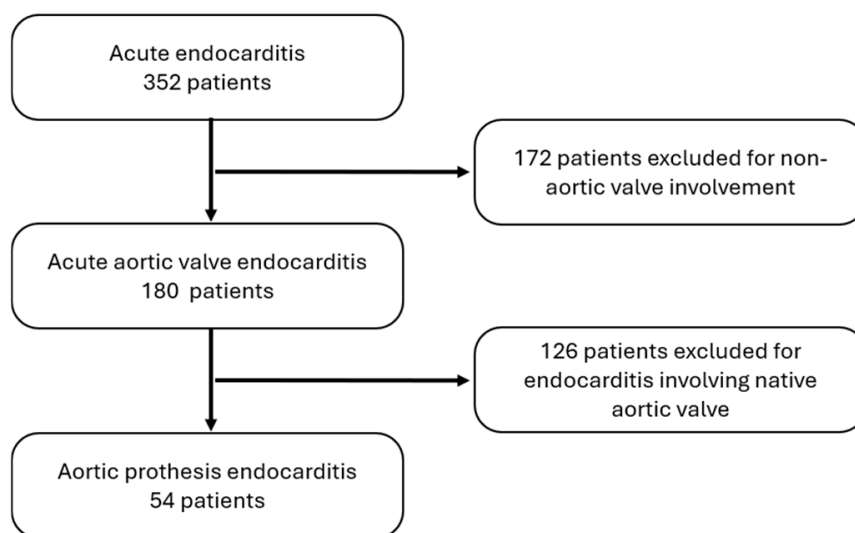 Acute endocarditis
352 patients
172 patients excluded for non-
aortic valve involvement
Acute aortic valve endocarditis
180 patients
126 patients excluded for
endocarditis involving native
aortic valve
Aortic prothesis endocarditis
54 patients